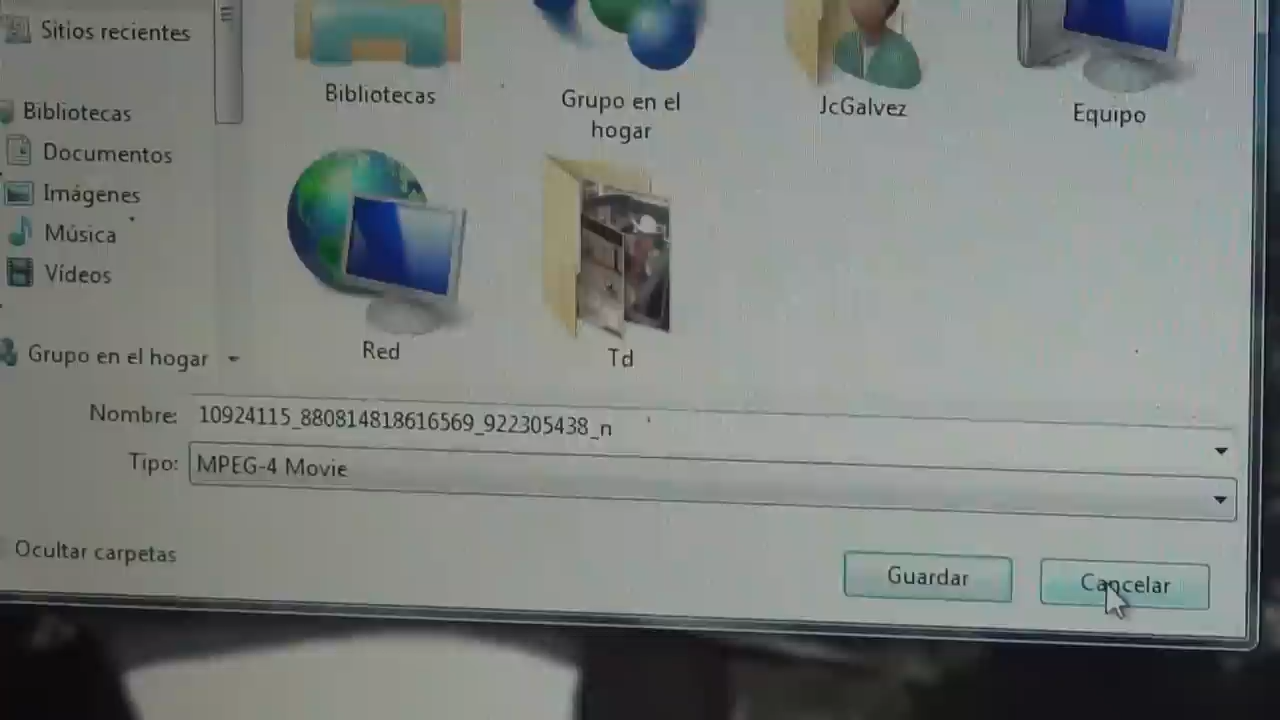 Sitios recientes
Bibliotecas
Documentos
Imágenes
Música
Vídeos
Grupo en el hogar
Bibliotecas
Grupo en el
hogar
JcGalvez
Equipo
Red
Td
Nombre: 10924115_880814818616569_922305438_n
Tipo: MPEG-4 Movie
Ocultar carpetas
Guardar
Cancelar